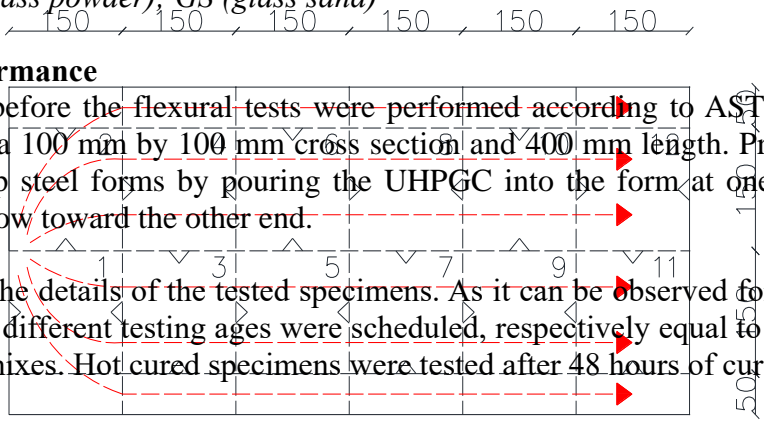 ass powder), GS (glass sand)
150 150 150 150 150 150
rmance
before the flexural tests were performed according to AST
a 100 mm by 100 mm cross section and 400 mm length. Pr
2 4 6 8 10 12
p steel forms by pouring the UHPGC into the form at one
ow toward the other end.
1 3 5 7 9 11
he details of the tested specimens. As it can be observed fo
different testing ages were scheduled, respectively equal to
nixes. Hot cured specimens were tested after 48 hours of cur
50
150
150
50